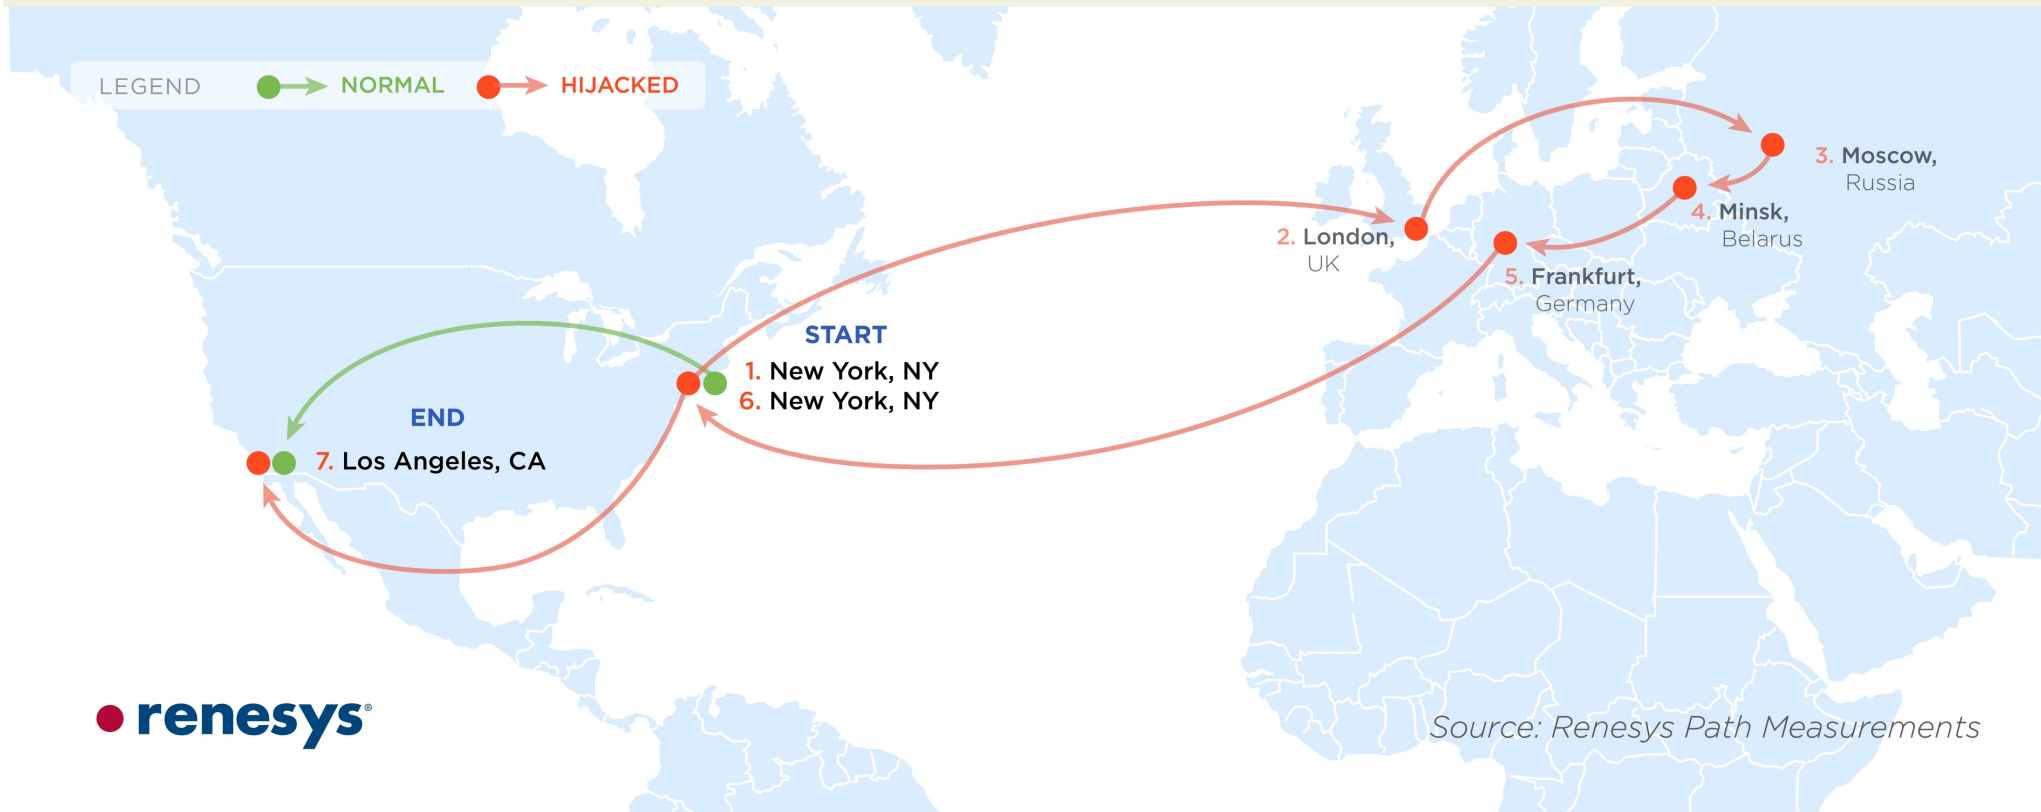 LEGEND
NORMAL
HIJACKED
3. Moscow,
Russia
4. Minsk,
Belarus
2. London,
UK
5. Frankfurt,
Germany
START
1. New York, NY
6. New York, NY
END
7. Los Angeles, CA
renesys®
Source: Renesys Path Measurements